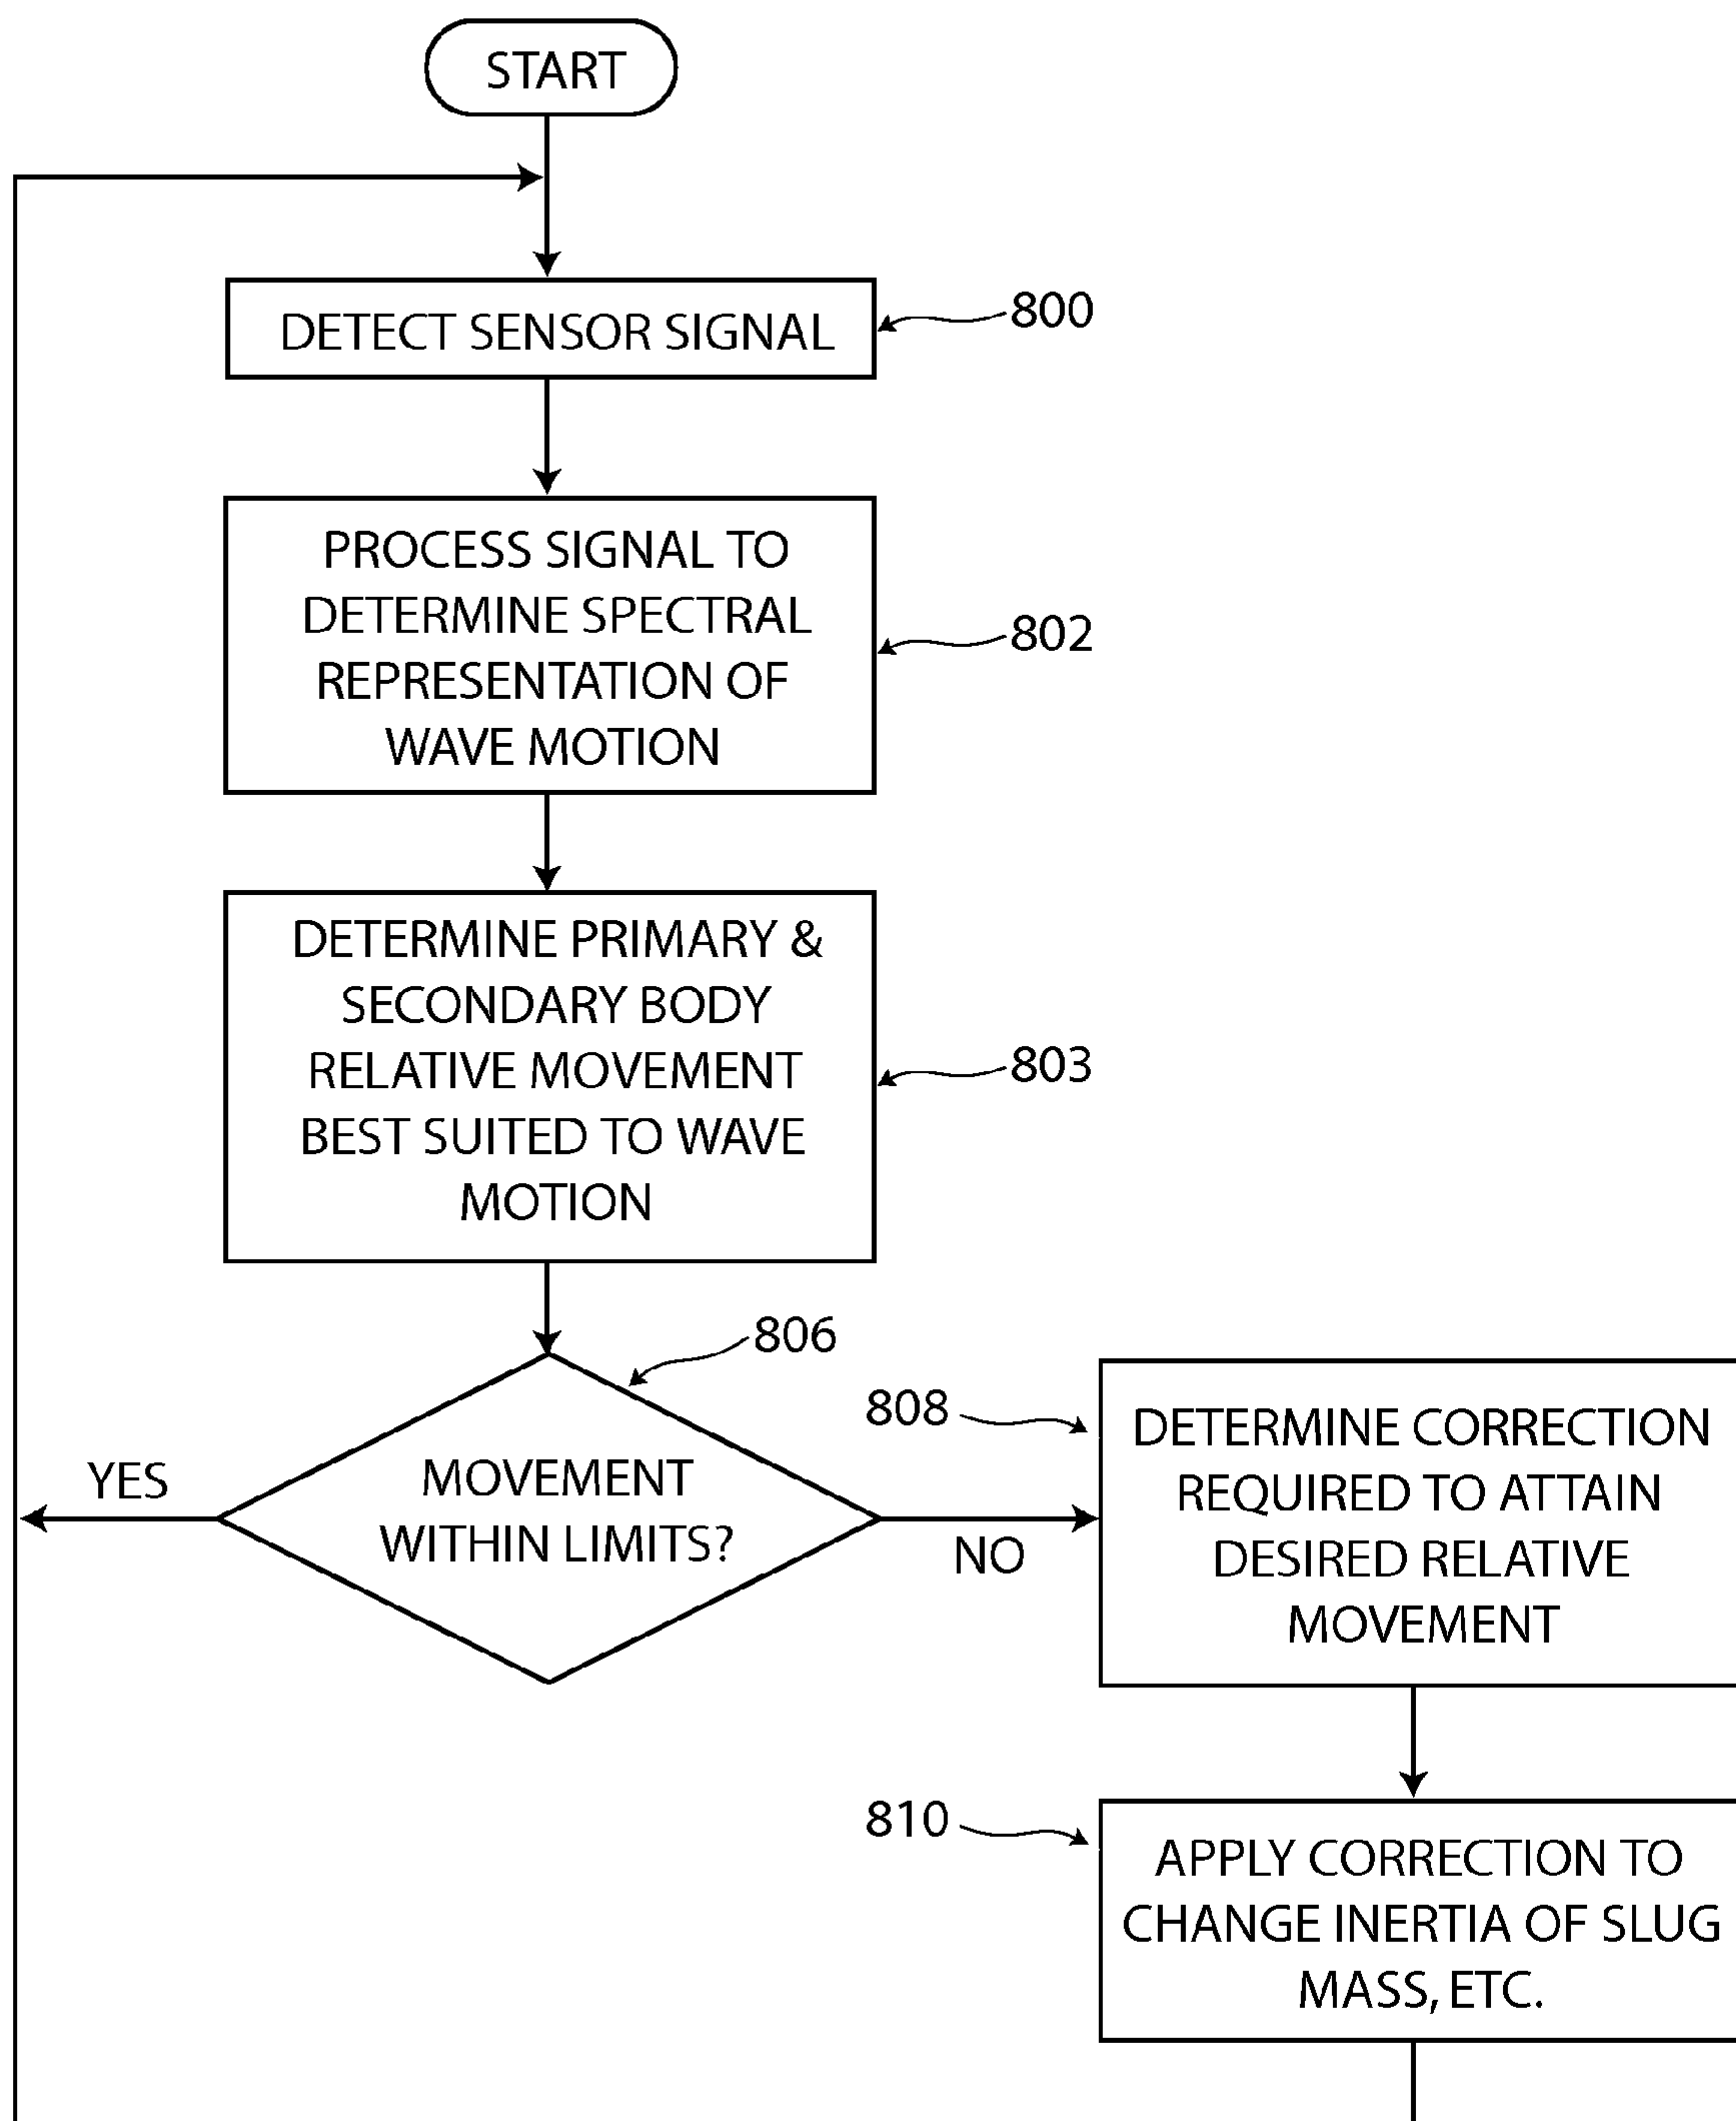 START
DETECT SENSOR SIGNAL
800
PROCESS SIGNAL TO
DETERMINE SPECTRAL
REPRESENTATION OF
WAVE MOTION
802
DETERMINE PRIMARY &
SECONDARY BODY
RELATIVE MOVEMENT
BEST SUITED TO WAVE
MOTION
803
806
MOVEMENT
WITHIN LIMITS?
YES
NO
808
DETERMINE CORRECTION
REQUIRED TO ATTAIN
DESIRED RELATIVE
MOVEMENT
810
APPLY CORRECTION TO
CHANGE INERTIA OF SLUG
MASS, ETC.